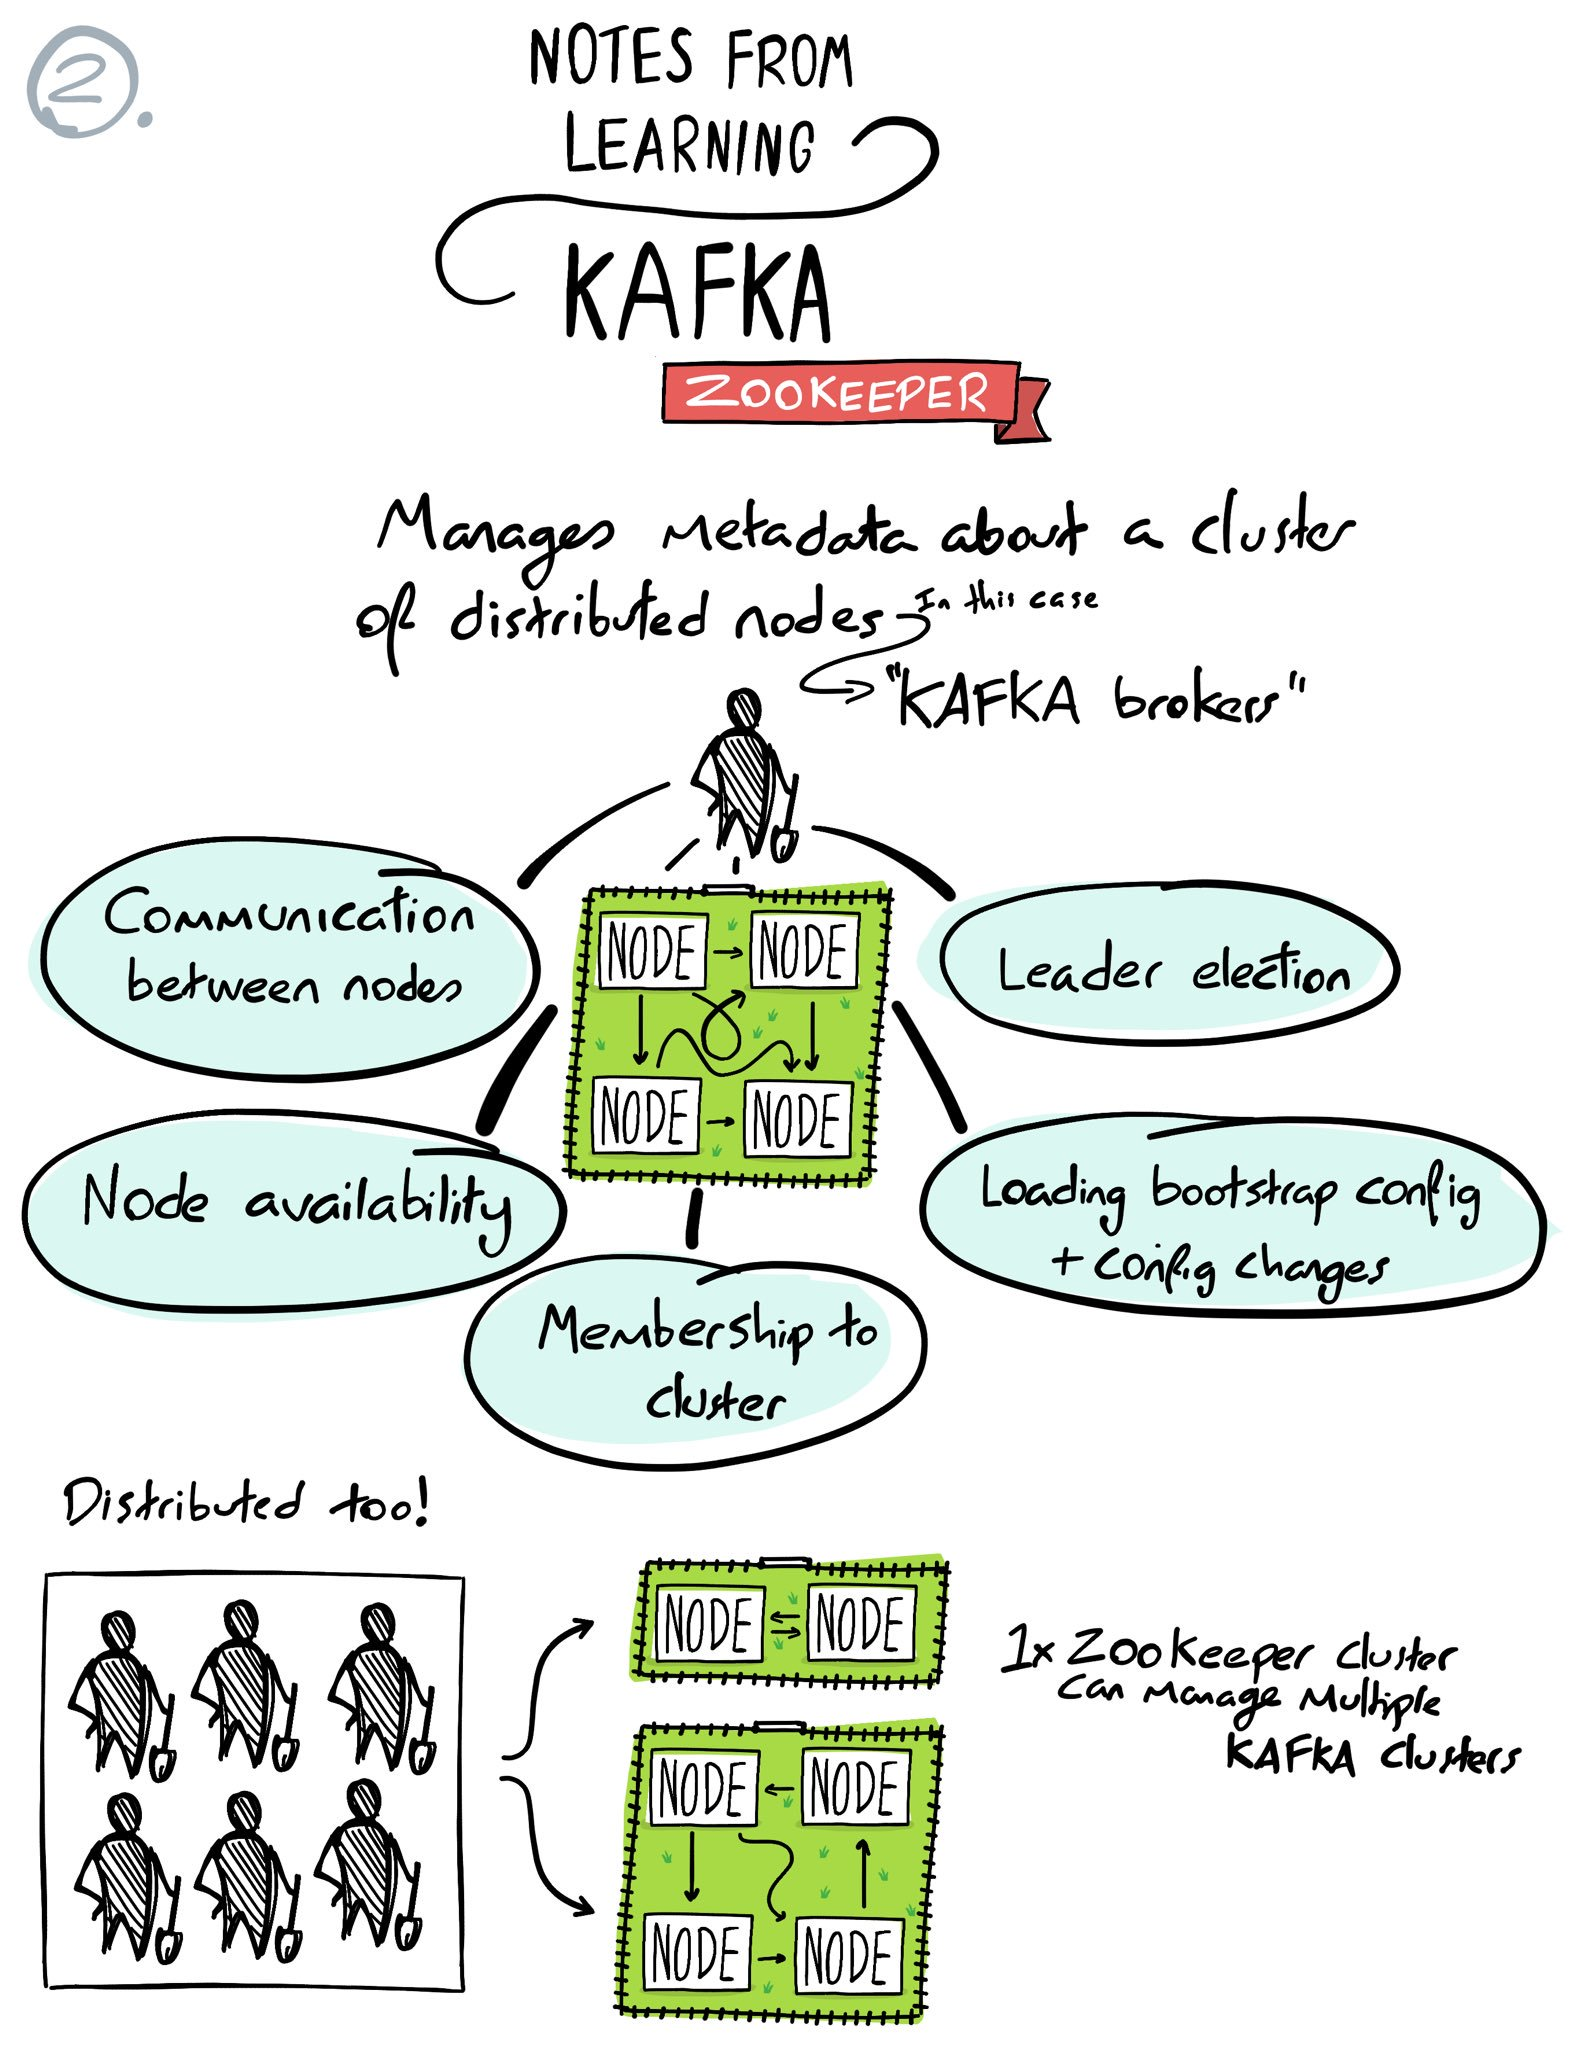 2.
NOTES FROM
LEARNING
KAFKA
ZOOKEEPER
Manages metadata about a cluster
of distributed nodes
In this case
"KAFKA brokers"
Communication
between nodes
Leader election
NODE NODE
NODE NODE
Node availability
Loading bootstrap config
+ config changes
Membership to
cluster
Distributed too!
NODE NODE
1x Zookeeper cluster
can manage multiple
KAFKA clusters
NODE NODE
NODE NODE